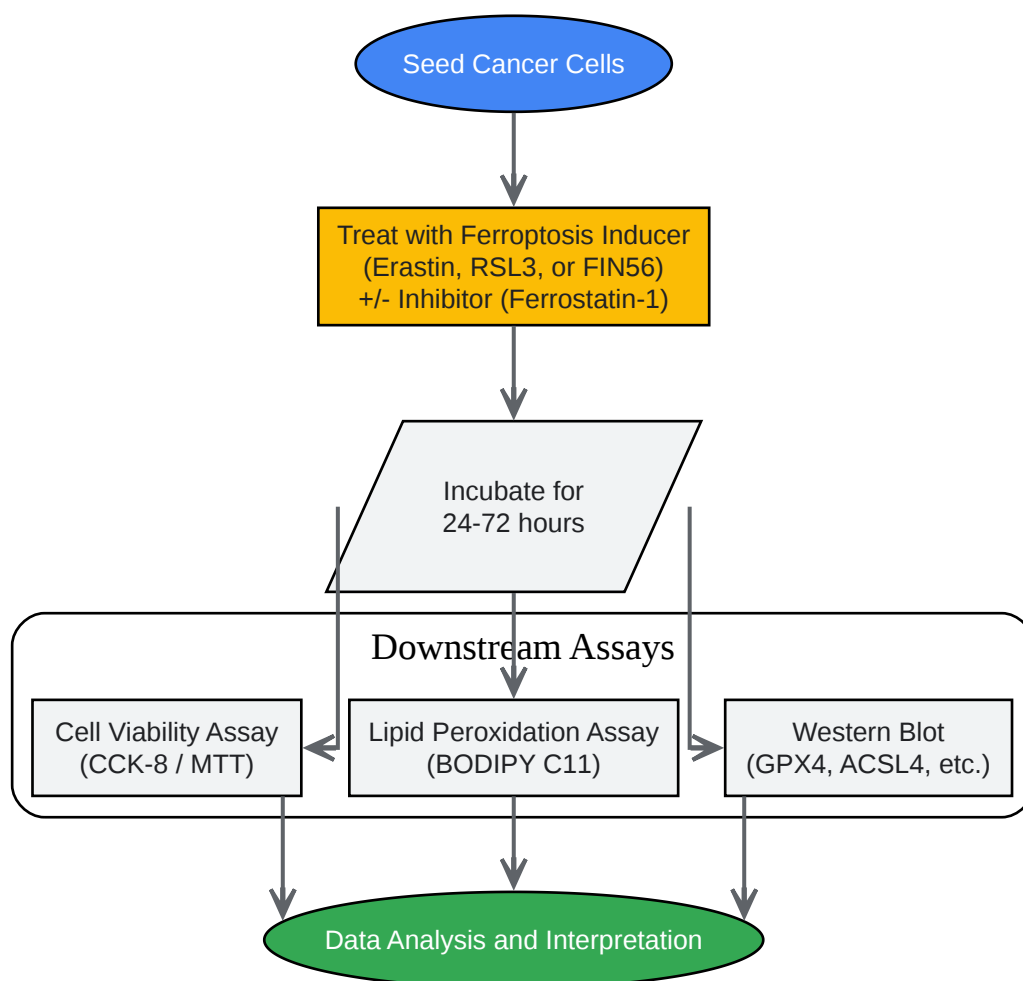 Seed Cancer Cells
Treat with Ferroptosis Inducer
(Erastin, RSL3, or FIN56)
+/- Inhibitor (Ferrostatin-1)
Incubate for
24-72 hours
Downstream Assays
Cell Viability Assay
(CCK-8 / MTT)
Lipid Peroxidation Assay
(BODIPY C11)
Western Blot
(GPX4, ACSL4, etc.)
Data Analysis and Interpretation